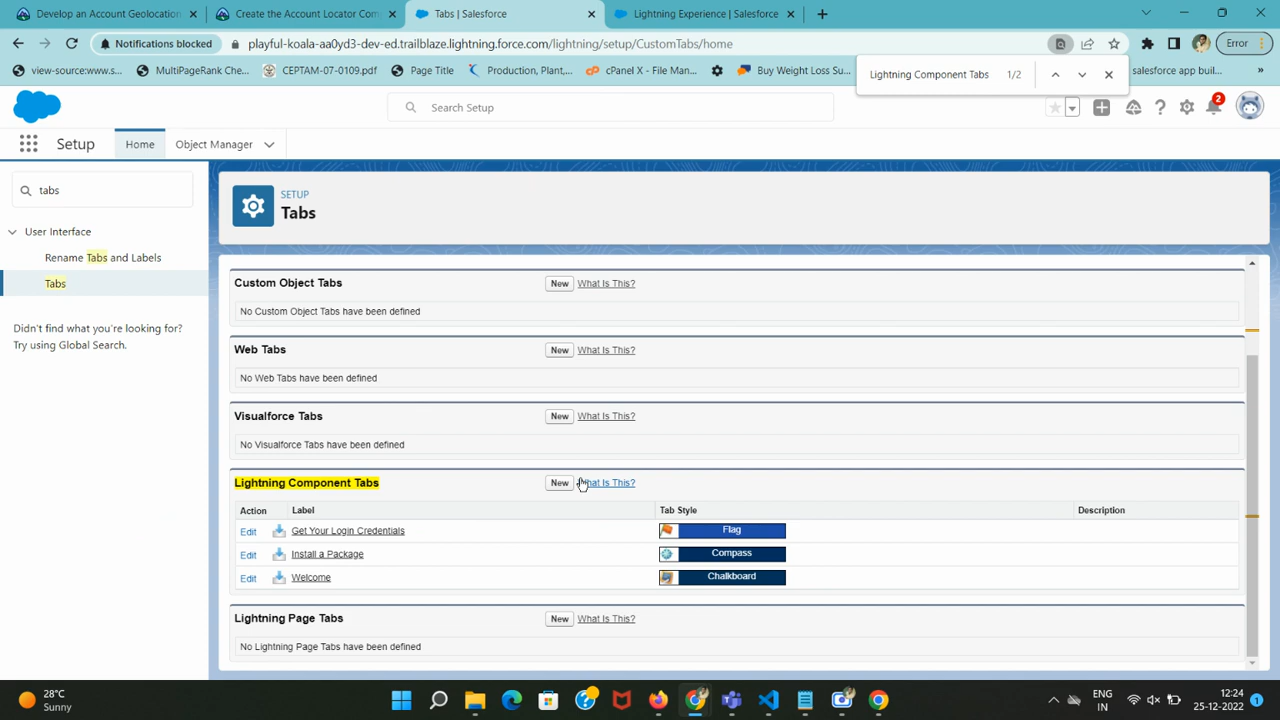 Develop an Account Geolocation
Create the Account Locator Com
Tabs | Salesforce
Lightning Experience | Salesforce
Notifications blocked
playful-koala-aa0yd3-dev-ed.trailblaze.lightning.force.com/lightning/setup/CustomTabs/home
Error
view-source:www.s...
MultiPageRank Che...
CEPTAM-07-0109.pdf
Page Title
Production, Plant,...
cPanel X - File Man...
Buy Weight Loss Su...
salesforce app buil...
»
Lightning Component Tabs 1/2
Search Setup
2
Setup
Home
Object Manager
tabs
User Interface
Rename Tabs and Labels
Tabs
Didn't find what you're looking for?
Try using Global Search.
SETUP
Tabs
Custom Object Tabs New What Is This?
No Custom Object Tabs have been defined
Web Tabs New What Is This?
No Web Tabs have been defined
Visualforce Tabs New What Is This?
No Visualforce Tabs have been defined
Lightning Component Tabs New What Is This?
Action Label Tab Style Description
Edit Get Your Login Credentials Flag
Edit Install a Package Compass
Edit Welcome Chalkboard
Lightning Page Tabs New What Is This?
No Lightning Page Tabs have been defined
28°C
Sunny
ENG
IN
12:24
25-12-2022
1